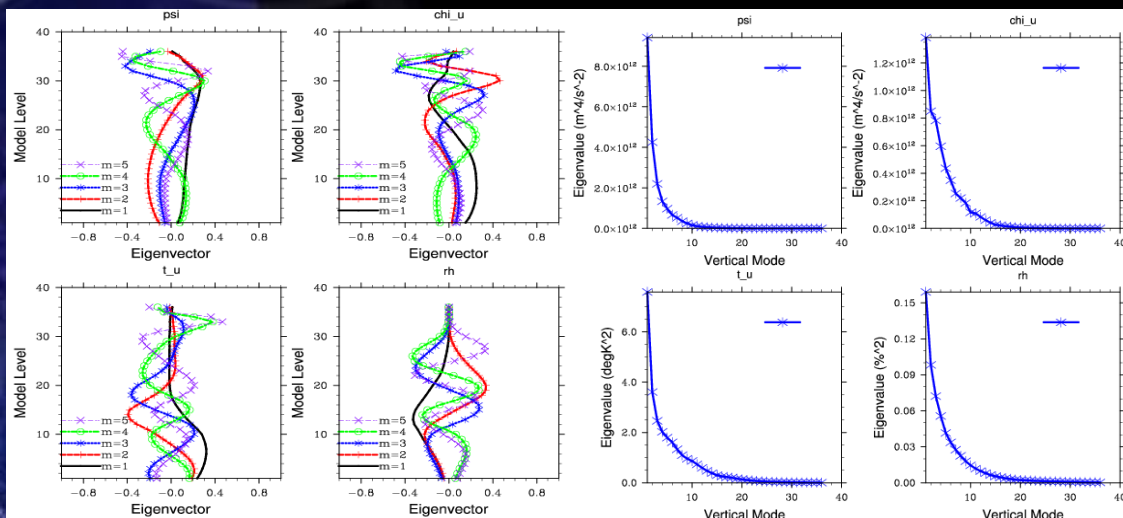 psi
40
30
20
10
Model Level
m=5
m=4
m=3
m=2
m=1
−0.8 −0.4 0.0 0.4 0.8
Eigenvector
chi_u
40
30
20
10
Model Level
m=5
m=4
m=3
m=2
m=1
−0.8 −0.4 0.0 0.4 0.8
Eigenvector
psi
8.0×10¹²
6.0×10¹²
4.0×10¹²
2.0×10¹²
0.0×10¹²
Eigenvalue (m^4/s^-2)
10 20 30 40
Vertical Mode
chi_u
1.2×10¹²
1.0×10¹²
0.8×10¹²
0.6×10¹²
0.4×10¹²
0.2×10¹²
0.0×10¹²
Eigenvalue (m^4/s^-2)
10 20 30 40
Vertical Mode
t_u
40
30
20
10
Model Level
m=5
m=4
m=3
m=2
m=1
−0.8 −0.4 0.0 0.4 0.8
Eigenvector
rh
40
30
20
10
Model Level
m=5
m=4
m=3
m=2
m=1
−0.8 −0.4 0.0 0.4 0.8
Eigenvector
t_u
6.0
4.0
2.0
0.0
Eigenvalue (degK^2)
10 20 30 40
Vertical Mode
rh
0.15
0.12
0.09
0.06
0.03
0.00
Eigenvalue (%^2)
10 20 30 40
Vertical Mode